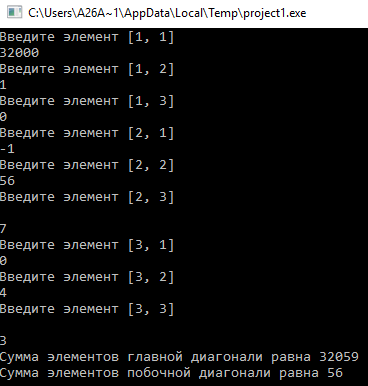 C:\Users\A26A~1\AppData\Local\Temp\project1.exe
Введите элемент [1, 1]
32000
Введите элемент [1, 2]
1
Введите элемент [1, 3]
0
Введите элемент [2, 1]
-1
Введите элемент [2, 2]
56
Введите элемент [2, 3]
7
Введите элемент [3, 1]
0
Введите элемент [3, 2]
4
Введите элемент [3, 3]
3
Сумма элементов главной диагонали равна 32059
Сумма элементов побочной диагонали равна 56